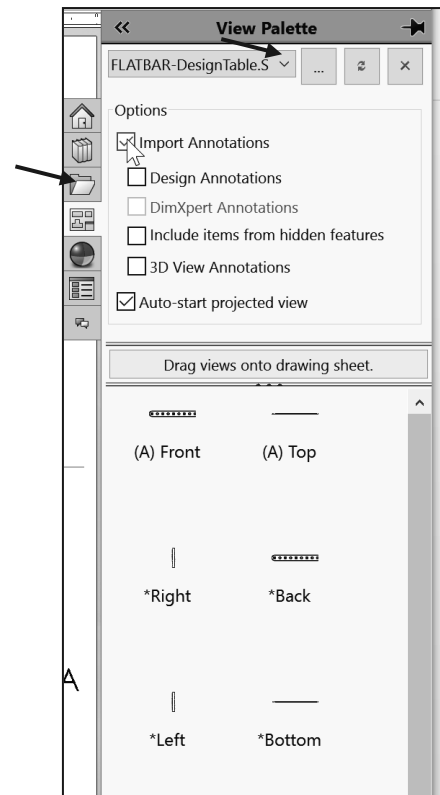 View Palette
FLATBAR-DesignTable.S
...
Options
Import Annotations
Design Annotations
DimXpert Annotations
Include items from hidden features
3D View Annotations
Auto-start projected view
Drag views onto drawing sheet.
(A) Front (A) Top
*Right *Back
A
*Left *Bottom